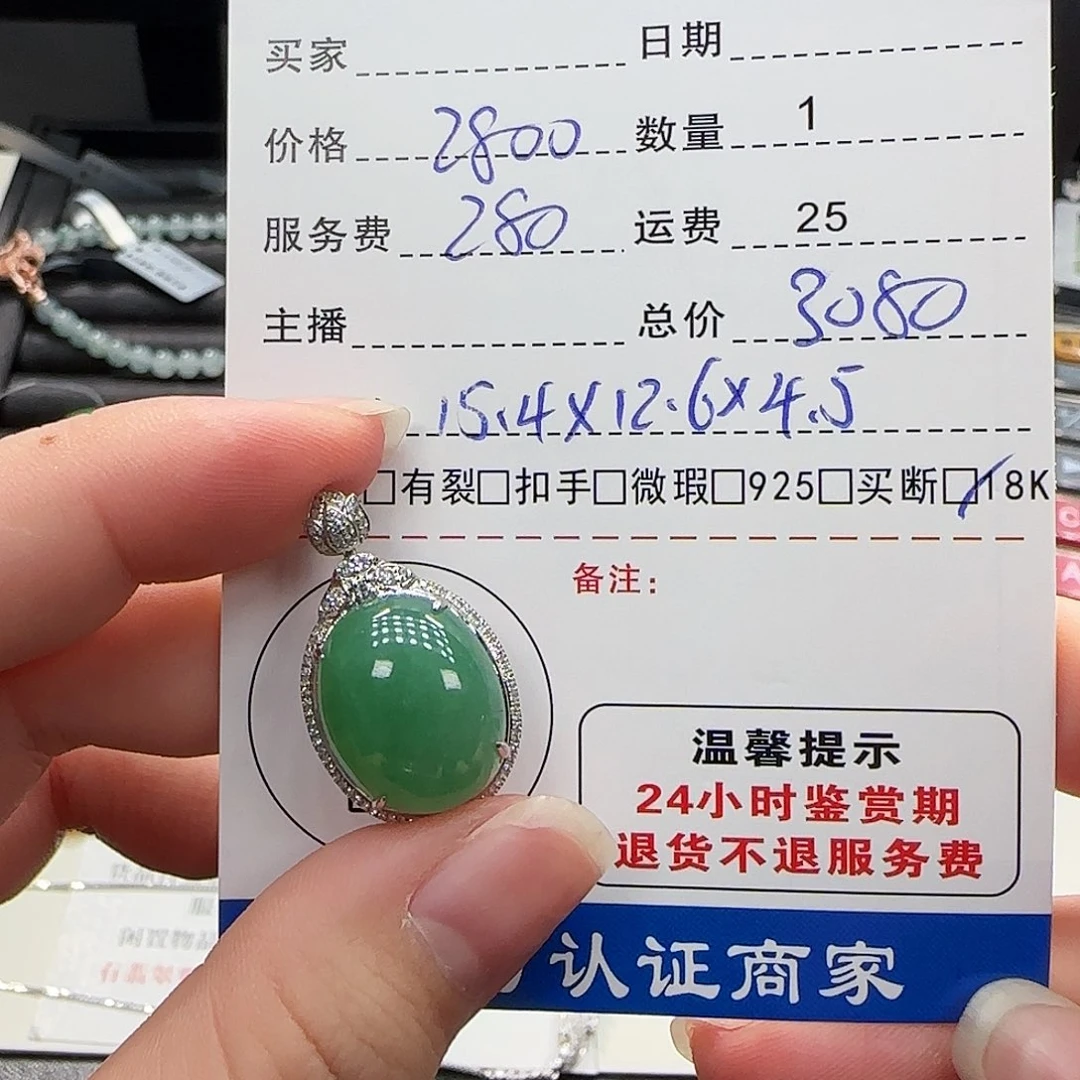 买家 日期
价格 2800 数量 1
服务费 280 运费 25
主播 总价 3080
15.4X12.6X4.5
□有裂□扣手□微瑕□925□买断□18K
备注:
温馨提示
24小时鉴赏期
退货不退服务费
认证商家